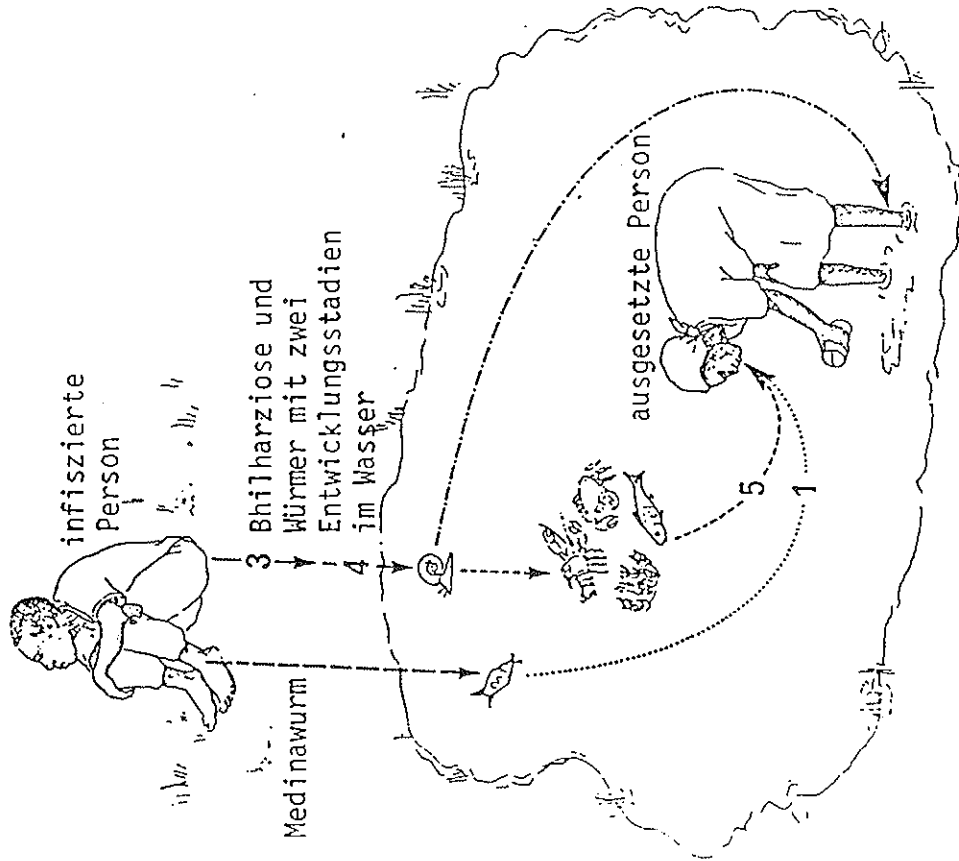 infiszierte
Person
3 Bhilharziose und
Würmer mit zwei
Entwicklungsstadien
4 im Wasser
Medinawurm
ausgesetzte Person
5
1